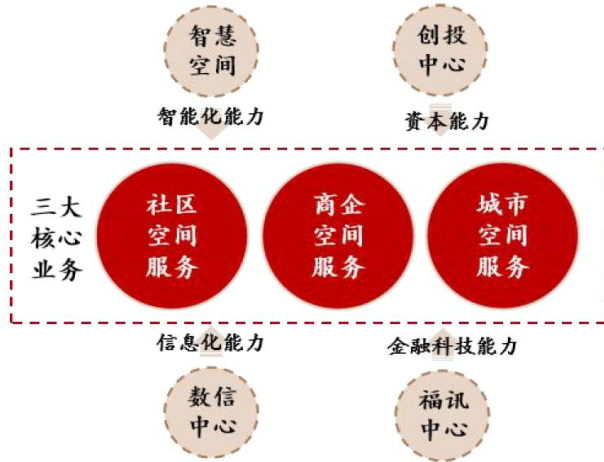 智慧
空间
创投
中心
智能化能力
资本能力
三大
核心
业务
社区
空间
服务
商企
空间
服务
城市
空间
服务
信息化能力
金融科技能力
数信
中心
福讯
中心